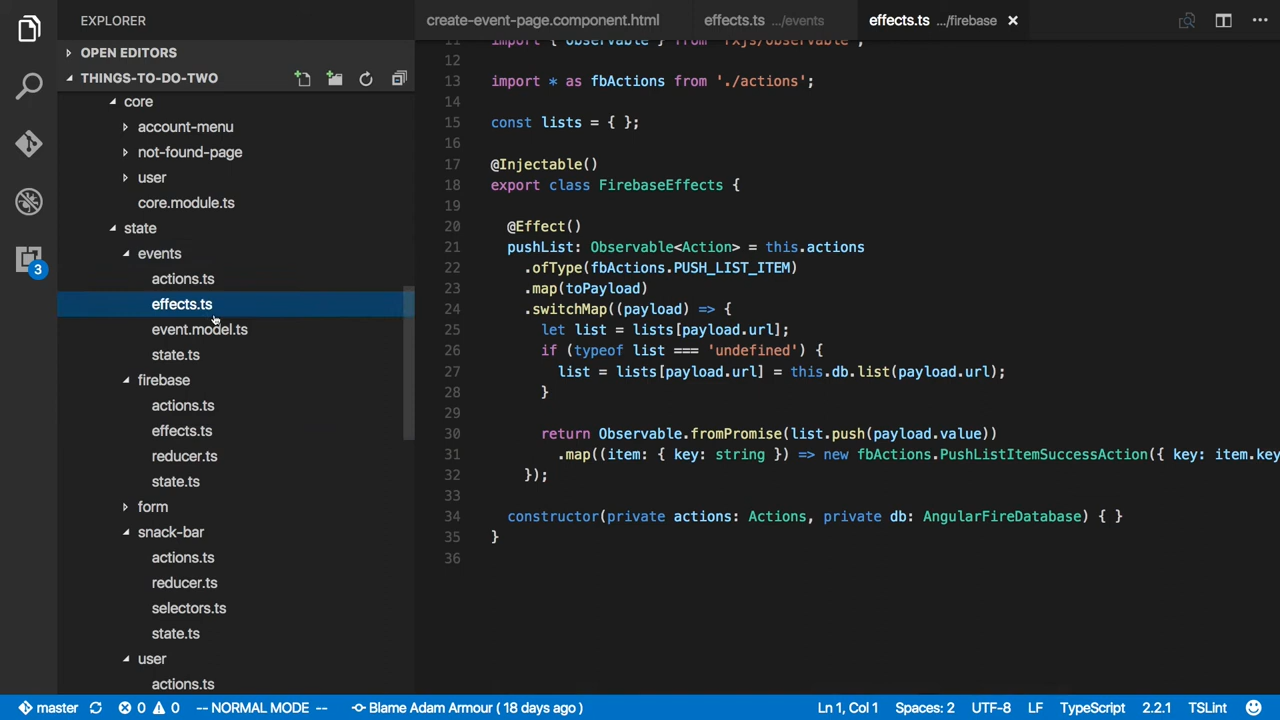 EXPLORER
OPEN EDITORS
THINGS-TO-DO-TWO
core
account-menu
not-found-page
user
core.module.ts
state
events
actions.ts
effects.ts
event.model.ts
state.ts
firebase
actions.ts
effects.ts
reducer.ts
state.ts
form
snack-bar
actions.ts
reducer.ts
selectors.ts
state.ts
user
actions.ts
3
create-event-page.component.html effects.ts .../events effects.ts .../firebase
11 import { Observable } from 'rxjs/Observable';
12
13 import * as fbActions from './actions';
14
15 const lists = { };
16
17 @Injectable()
18 export class FirebaseEffects {
19
20 @Effect()
21 pushList: Observable<Action> = this.actions
22 .ofType(fbActions.PUSH_LIST_ITEM)
23 .map(toPayload)
24 .switchMap((payload) => {
25 let list = lists[payload.url];
26 if (typeof list === 'undefined') {
27 list = lists[payload.url] = this.db.list(payload.url);
28 }
29
30 return Observable.fromPromise(list.push(payload.value))
31 .map((item: { key: string }) => new fbActions.PushListItemSuccessAction({ key: item.key
32 });
33
34 constructor(private actions: Actions, private db: AngularFireDatabase) { }
35 }
36
master 0 0 -- NORMAL MODE -- Blame Adam Armour ( 18 days ago ) Ln 1, Col 1 Spaces: 2 UTF-8 LF TypeScript 2.2.1 TSLint